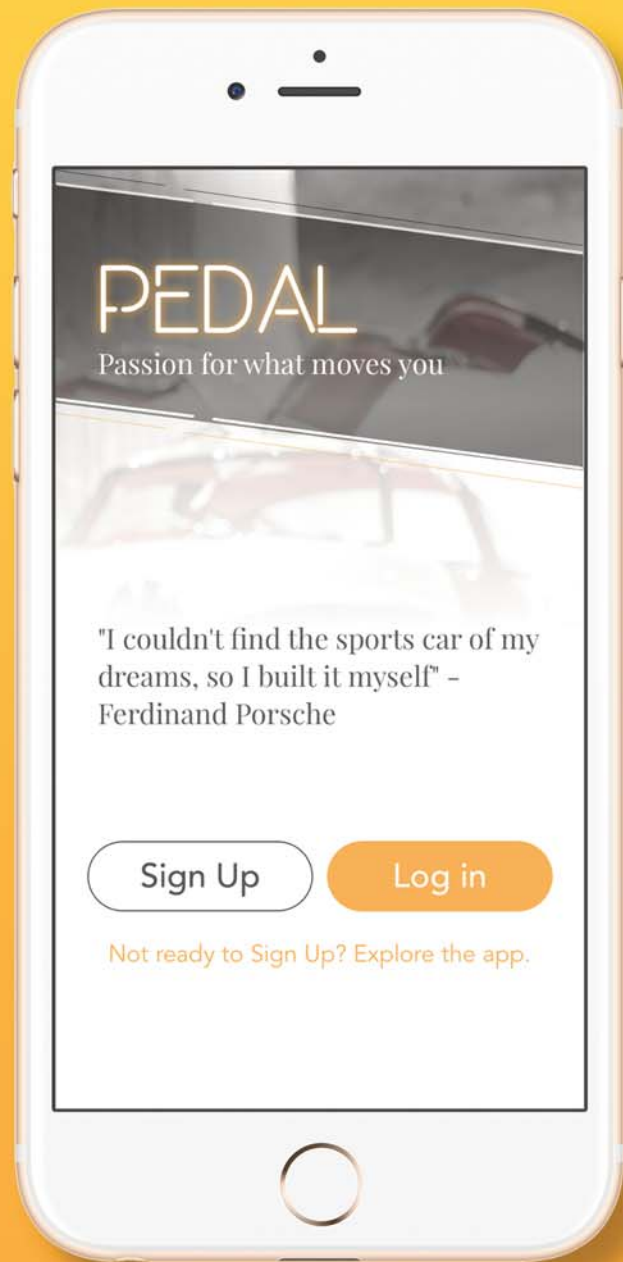 PEDAL
Passion for what moves you
"I couldn't find the sports car of my
dreams, so I built it myself" -
Ferdinand Porsche
Sign Up
Log in
Not ready to Sign Up? Explore the app.